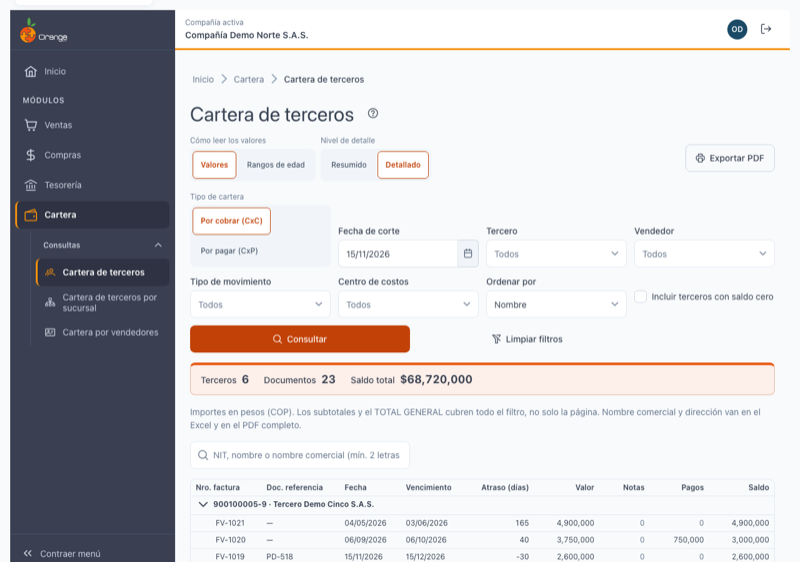 Orange
Compañía activa
Compañía Demo Norte S.A.S.
OD
Inicio
MÓDULOS
Ventas
Compras
Tesorería
Cartera
Consultas
Cartera de terceros
Cartera de terceros por
sucursal
Cartera por vendedores
Contraer menú
Inicio > Cartera > Cartera de terceros
Cartera de terceros
Cómo leer los valores
Nivel de detalle
Valores Rangos de edad
Resumido Detallado
Exportar PDF
Tipo de cartera
Por cobrar (CxC)
Por pagar (CxP)
Fecha de corte
15/11/2026
Tercero
Todos
Vendedor
Todos
Tipo de movimiento
Todos
Centro de costos
Todos
Ordenar por
Nombre
Incluir terceros con saldo cero
Consultar
Limpiar filtros
Terceros 6 Documentos 23 Saldo total $68,720,000
Importes en pesos (COP). Los subtotales y el TOTAL GENERAL cubren todo el filtro, no solo la página. Nombre comercial y dirección van en el
Excel y en el PDF completo.
NIT, nombre o nombre comercial (mín. 2 letras
Nro. factura Doc. referencia Fecha Vencimiento Atraso (días) Valor Notas Pagos Saldo
900100005-9 · Tercero Demo Cinco S.A.S.
FV-1021 — 04/05/2026 03/06/2026 165 4,900,000 0 0 4,900,000
FV-1020 — 06/09/2026 06/10/2026 40 3,750,000 0 750,000 3,000,000
FV-1019 PD-518 15/11/2026 15/12/2026 -30 2,600,000 0 0 2,600,000